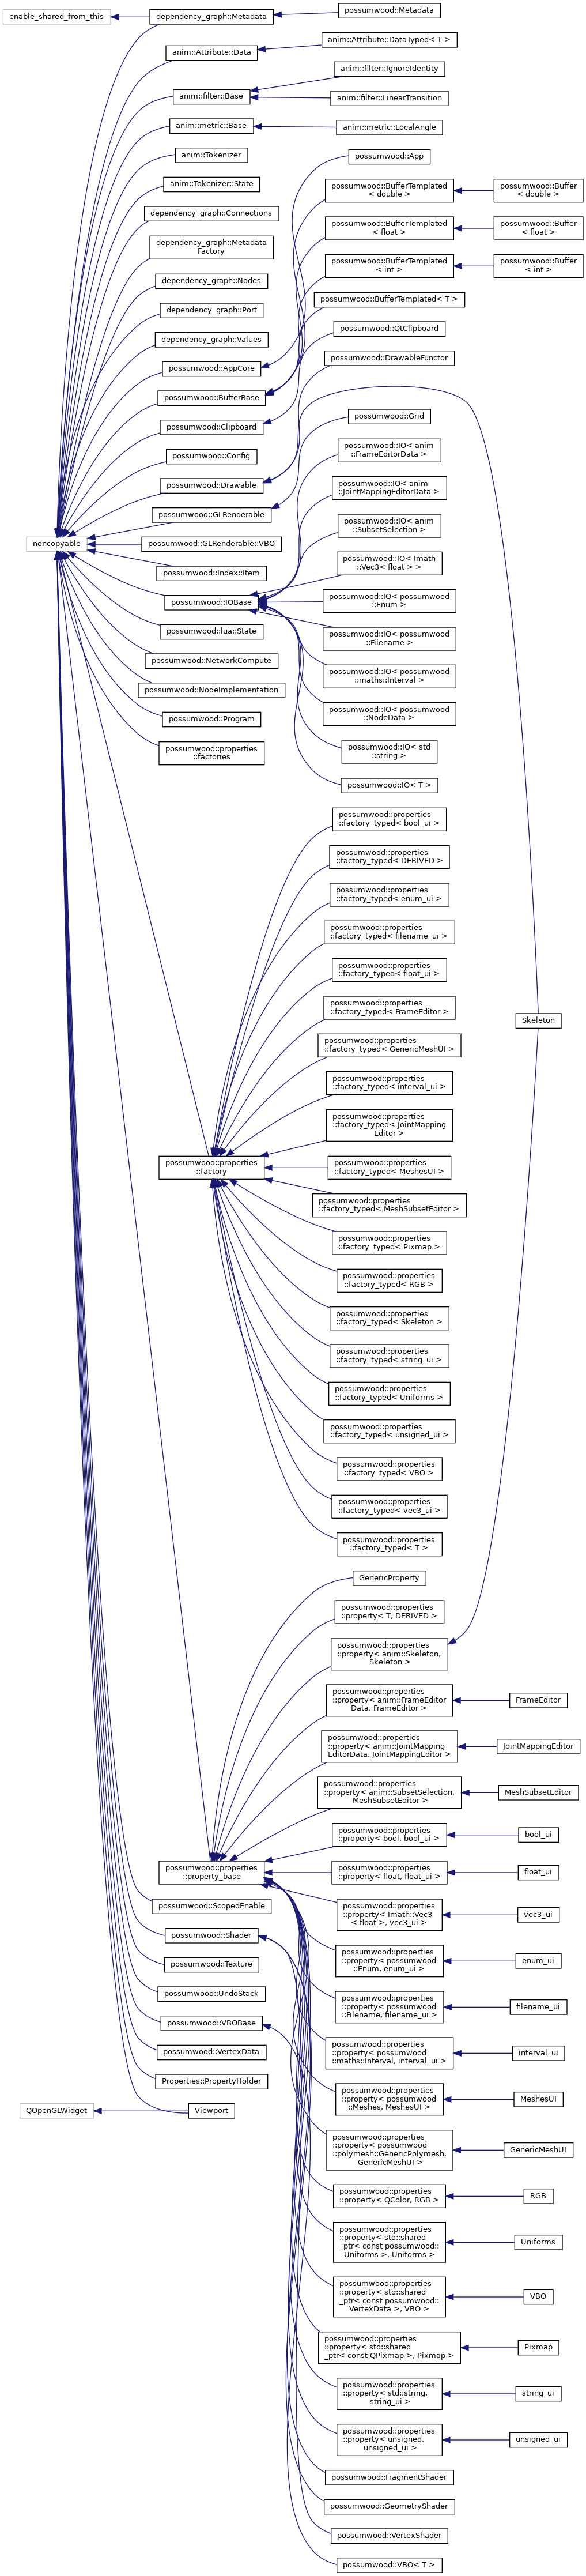 enable_shared_from_this
dependency_graph::Metadata
possumwood::Metadata
anim::Attribute::Data
anim::Attribute::DataTyped< T >
anim::filter::Base
anim::filter::IgnoreIdentity
anim::filter::LinearTransition
anim::metric::Base
anim::metric::LocalAngle
anim::Tokenizer
anim::Tokenizer::State
dependency_graph::Connections
dependency_graph::Metadata
Factory
dependency_graph::Nodes
dependency_graph::Port
dependency_graph::Values
possumwood::AppCore
possumwood::BufferBase
possumwood::Clipboard
possumwood::Config
possumwood::Drawable
possumwood::GLRenderable
noncopyable
possumwood::GLRenderable::VBO
possumwood::Index::Item
possumwood::IOBase
possumwood::lua::State
possumwood::NetworkCompute
possumwood::NodeImplementation
possumwood::Program
possumwood::properties
::factories
possumwood::App
possumwood::BufferTemplated
< double >
possumwood::Buffer
< double >
possumwood::BufferTemplated
< float >
possumwood::Buffer
< float >
possumwood::BufferTemplated
< int >
possumwood::Buffer
< int >
possumwood::BufferTemplated< T >
possumwood::QtClipboard
possumwood::DrawableFunctor
possumwood::Grid
possumwood::IO< anim
::FrameEditorData >
possumwood::IO< anim
::JointMappingEditorData >
possumwood::IO< anim
::SubsetSelection >
possumwood::IO< Imath
::Vec3< float > >
possumwood::IO< possumwood
::Enum >
possumwood::IO< possumwood
::Filename >
possumwood::IO< possumwood
::maths::Interval >
possumwood::IO< possumwood
::NodeData >
possumwood::IO< std
::string >
possumwood::IO< T >
possumwood::properties
::factory
possumwood::properties
::factory_typed< bool_ui >
possumwood::properties
::factory_typed< DERIVED >
possumwood::properties
::factory_typed< enum_ui >
possumwood::properties
::factory_typed< filename_ui >
possumwood::properties
::factory_typed< float_ui >
possumwood::properties
::factory_typed< FrameEditor >
possumwood::properties
::factory_typed< GenericMeshUI >
possumwood::properties
::factory_typed< interval_ui >
possumwood::properties
::factory_typed< JointMapping
Editor >
possumwood::properties
::factory_typed< MeshesUI >
possumwood::properties
::factory_typed< MeshSubsetEditor >
possumwood::properties
::factory_typed< Pixmap >
possumwood::properties
::factory_typed< RGB >
possumwood::properties
::factory_typed< Skeleton >
possumwood::properties
::factory_typed< string_ui >
possumwood::properties
::factory_typed< Uniforms >
possumwood::properties
::factory_typed< unsigned_ui >
possumwood::properties
::factory_typed< VBO >
possumwood::properties
::factory_typed< vec3_ui >
possumwood::properties
::factory_typed< T >
Skeleton
possumwood::properties
::property_base
GenericProperty
possumwood::properties
::property< T, DERIVED >
possumwood::properties
::property< anim::Skeleton,
Skeleton >
possumwood::properties
::property< anim::FrameEditor
Data, FrameEditor >
FrameEditor
possumwood::properties
::property< anim::JointMapping
EditorData, JointMappingEditor >
JointMappingEditor
possumwood::properties
::property< anim::SubsetSelection,
MeshSubsetEditor >
MeshSubsetEditor
possumwood::properties
::property< bool, bool_ui >
bool_ui
possumwood::properties
::property< float, float_ui >
float_ui
possumwood::properties
::property< Imath::Vec3
< float >, vec3_ui >
vec3_ui
possumwood::properties
::property< possumwood
::Enum, enum_ui >
enum_ui
possumwood::properties
::property< possumwood
::Filename, filename_ui >
filename_ui
possumwood::properties
::property< possumwood
::maths::Interval, interval_ui >
interval_ui
possumwood::properties
::property< possumwood
::Meshes, MeshesUI >
MeshesUI
possumwood::properties
::property< possumwood
::polymesh::GenericPolymesh,
GenericMeshUI >
GenericMeshUI
possumwood::properties
::property< QColor, RGB >
RGB
possumwood::properties
::property< std::shared
_ptr< const possumwood::
Uniforms >, Uniforms >
Uniforms
possumwood::properties
::property< std::shared
_ptr< const possumwood::
VertexData >, VBO >
VBO
possumwood::properties
::property< std::shared
_ptr< const QPixmap >, Pixmap >
Pixmap
possumwood::properties
::property< std::string,
string_ui >
string_ui
possumwood::properties
::property< unsigned,
unsigned_ui >
unsigned_ui
possumwood::ScopedEnable
possumwood::Shader
possumwood::Texture
possumwood::UndoStack
possumwood::VBOBase
possumwood::VertexData
Properties::PropertyHolder
QOpenGLWidget
Viewport
possumwood::FragmentShader
possumwood::GeometryShader
possumwood::VertexShader
possumwood::VBO< T >